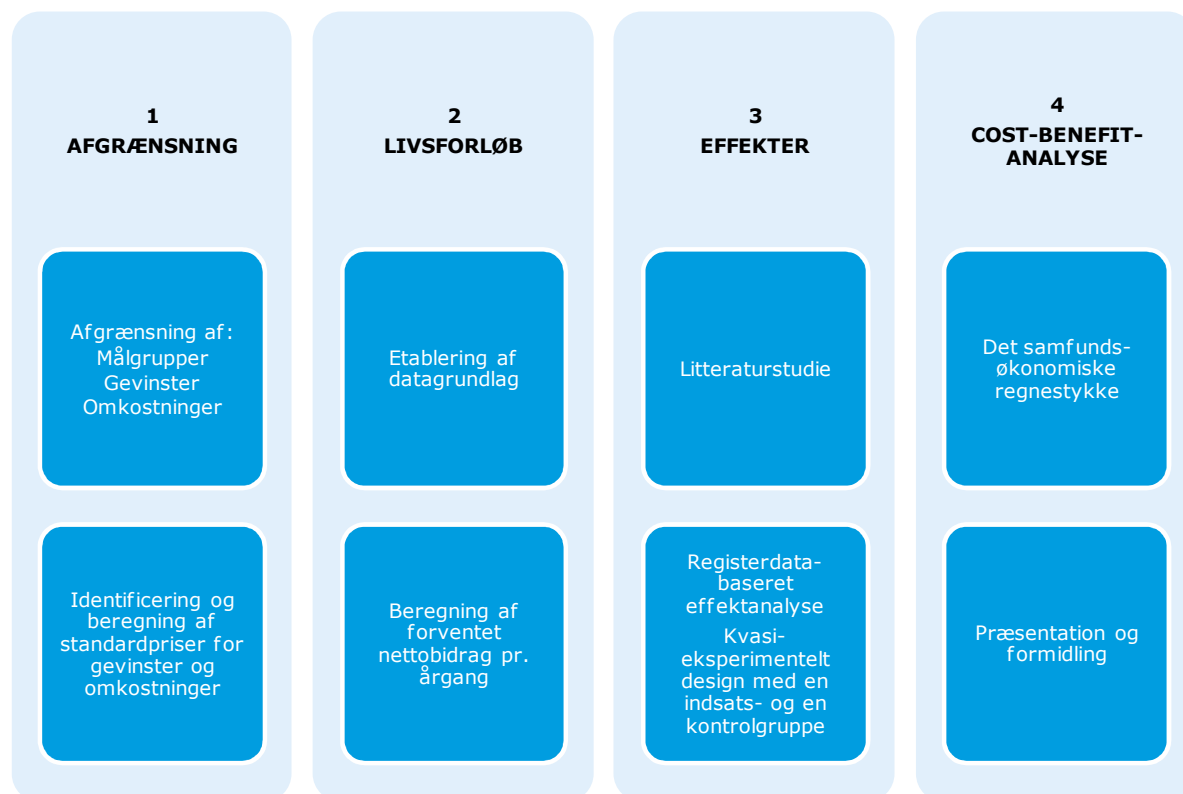 1
AFGRÆNSNING
Afgrænsning af:
Målgrupper
Gevinster
Omkostninger
Identificering og
beregning af
standardpriser for
gevinster og
omkostninger
2
LIVSFORLØB
Etablering af
datagrundlag
Beregning af
forventet
nettobidrag pr.
årgang
3
EFFEKTER
Litteraturstudie
Registerdata-
baseret
effektanalyse
Kvasi-
eksperimentelt
design med en
indsats- og en
kontrolgruppe
4
COST-BENEFIT-
ANALYSE
Det samfunds-
økonomiske
regnestykke
Præsentation og
formidling